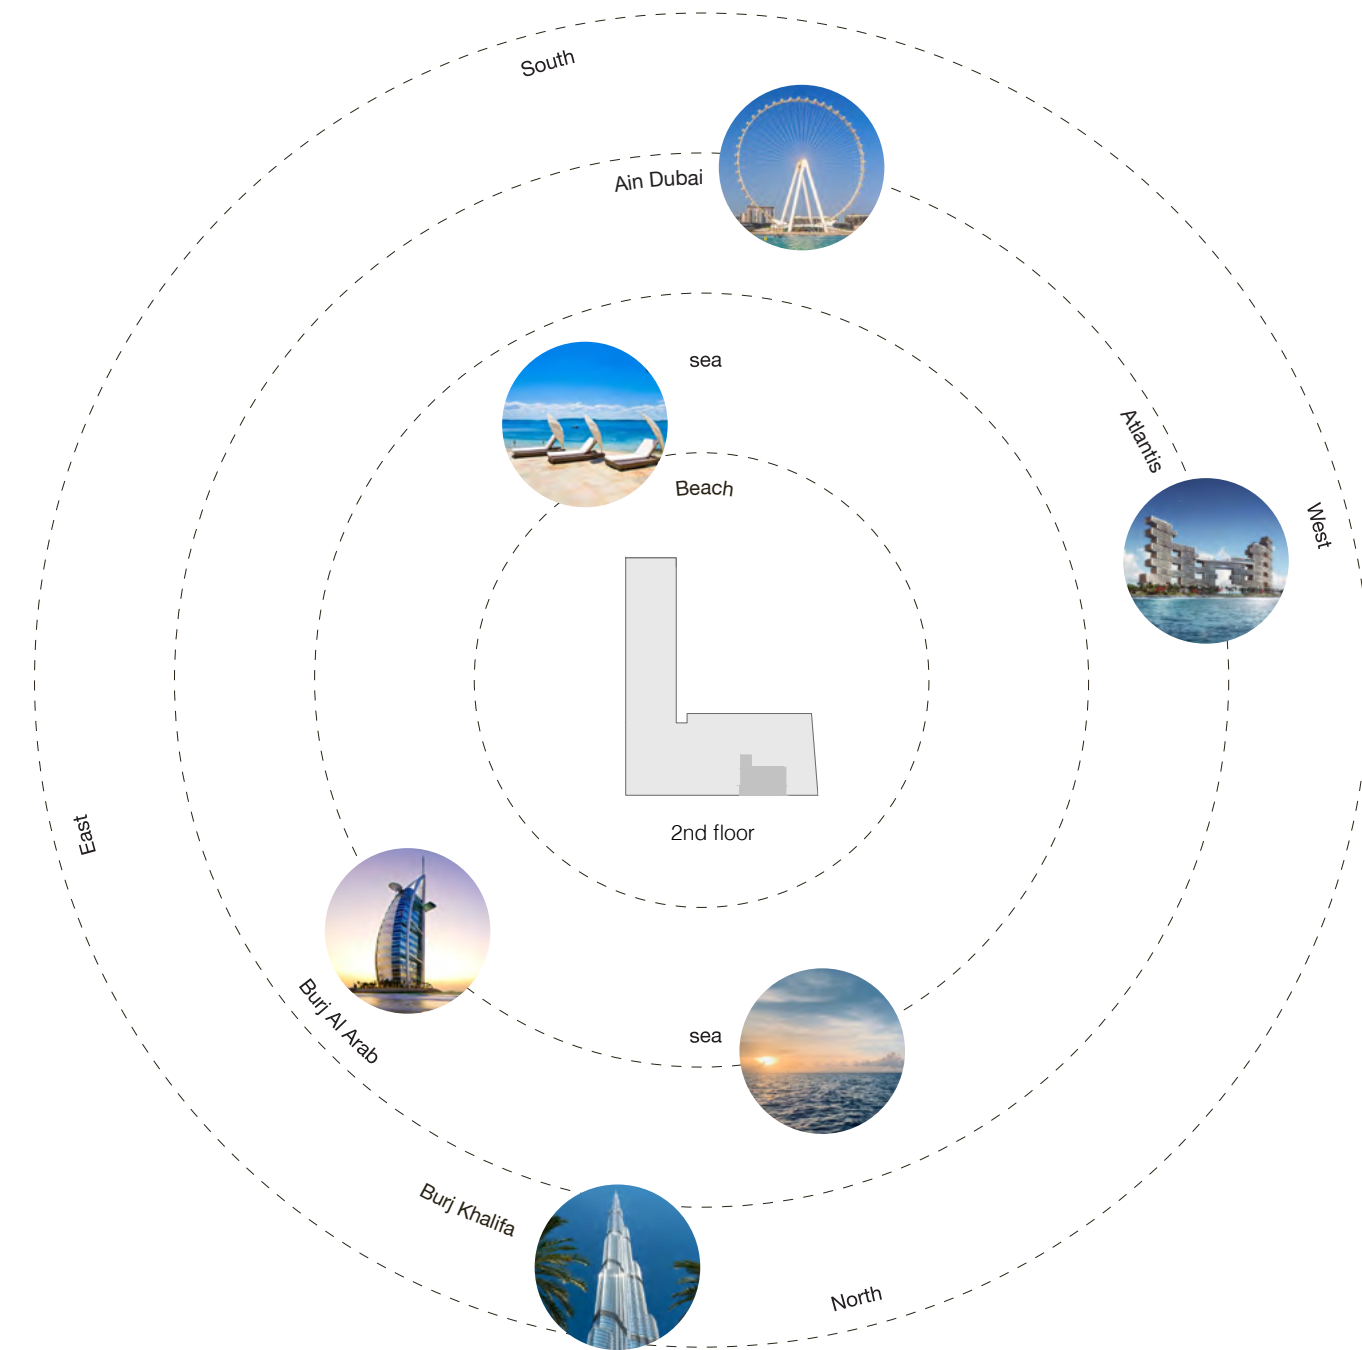 South
Ain Dubai
sea
Beach
Atlantis
West
2nd floor
East
Burj Al Arab
sea
Burj Khalifa
North